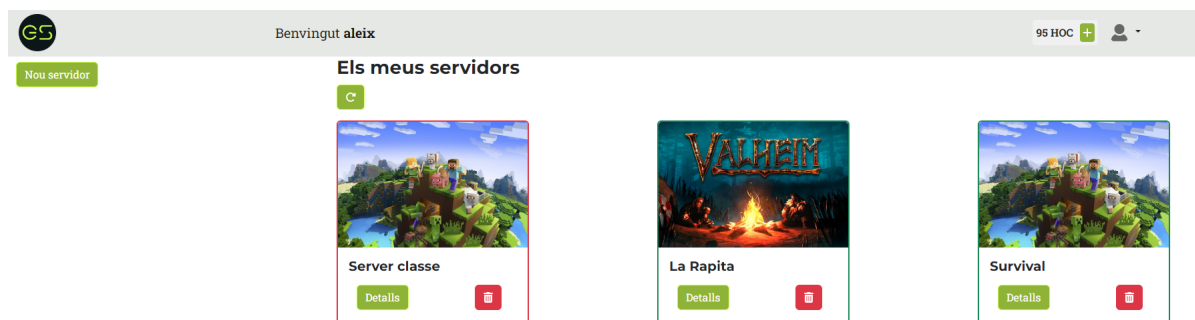 GS
Benvingut aleix
95 HOC +
Nou servidor
Els meus servidors
VALHEIM
Server classe
La Rapita
Survival
Detalls
Detalls
Detalls